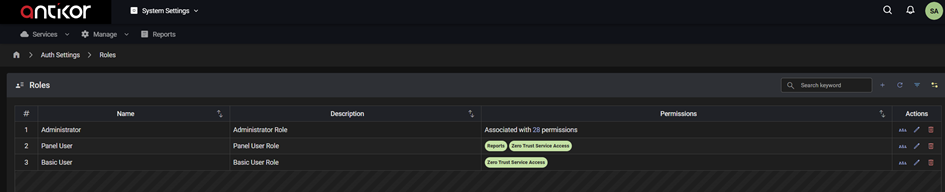 antikor
System Settings
SA
Services Manage Reports
Auth Settings Roles
Roles
Search keyword
# Name Description Permissions Actions
1 Administrator Administrator Role Associated with 28 permissions
2 Panel User Panel User Role Reports Zero Trust Service Access
3 Basic User Basic User Role Zero Trust Service Access